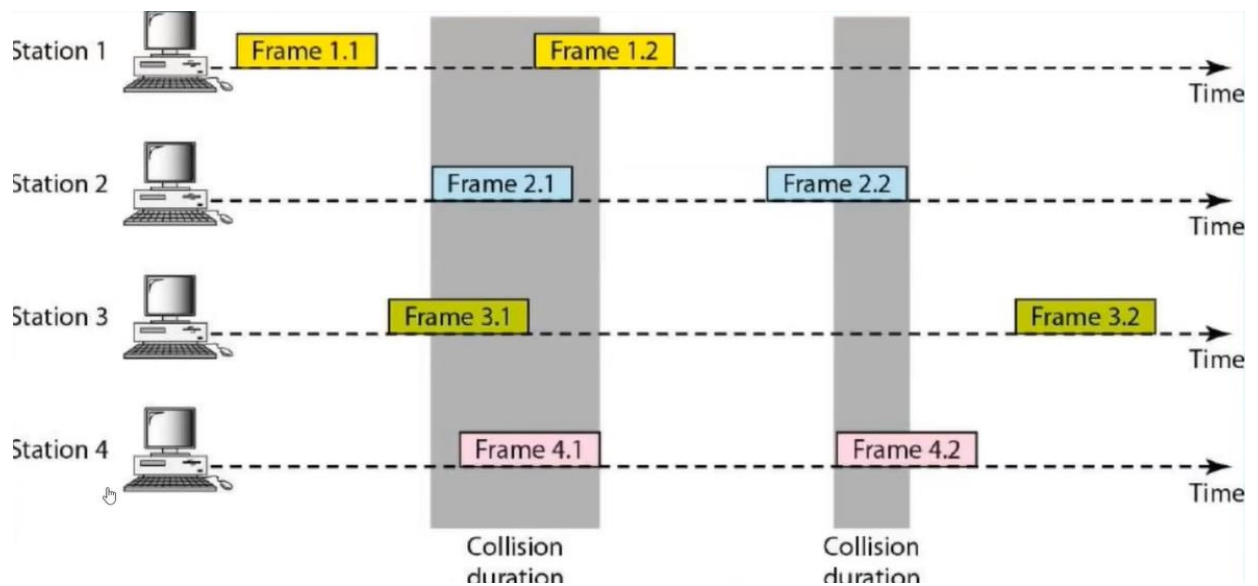 Station 1
Frame 1.1
Frame 1.2
Time
Station 2
Frame 2.1
Frame 2.2
Time
Station 3
Frame 3.1
Frame 3.2
Time
Station 4
Frame 4.1
Frame 4.2
Time
Collision
duration
Collision
duration